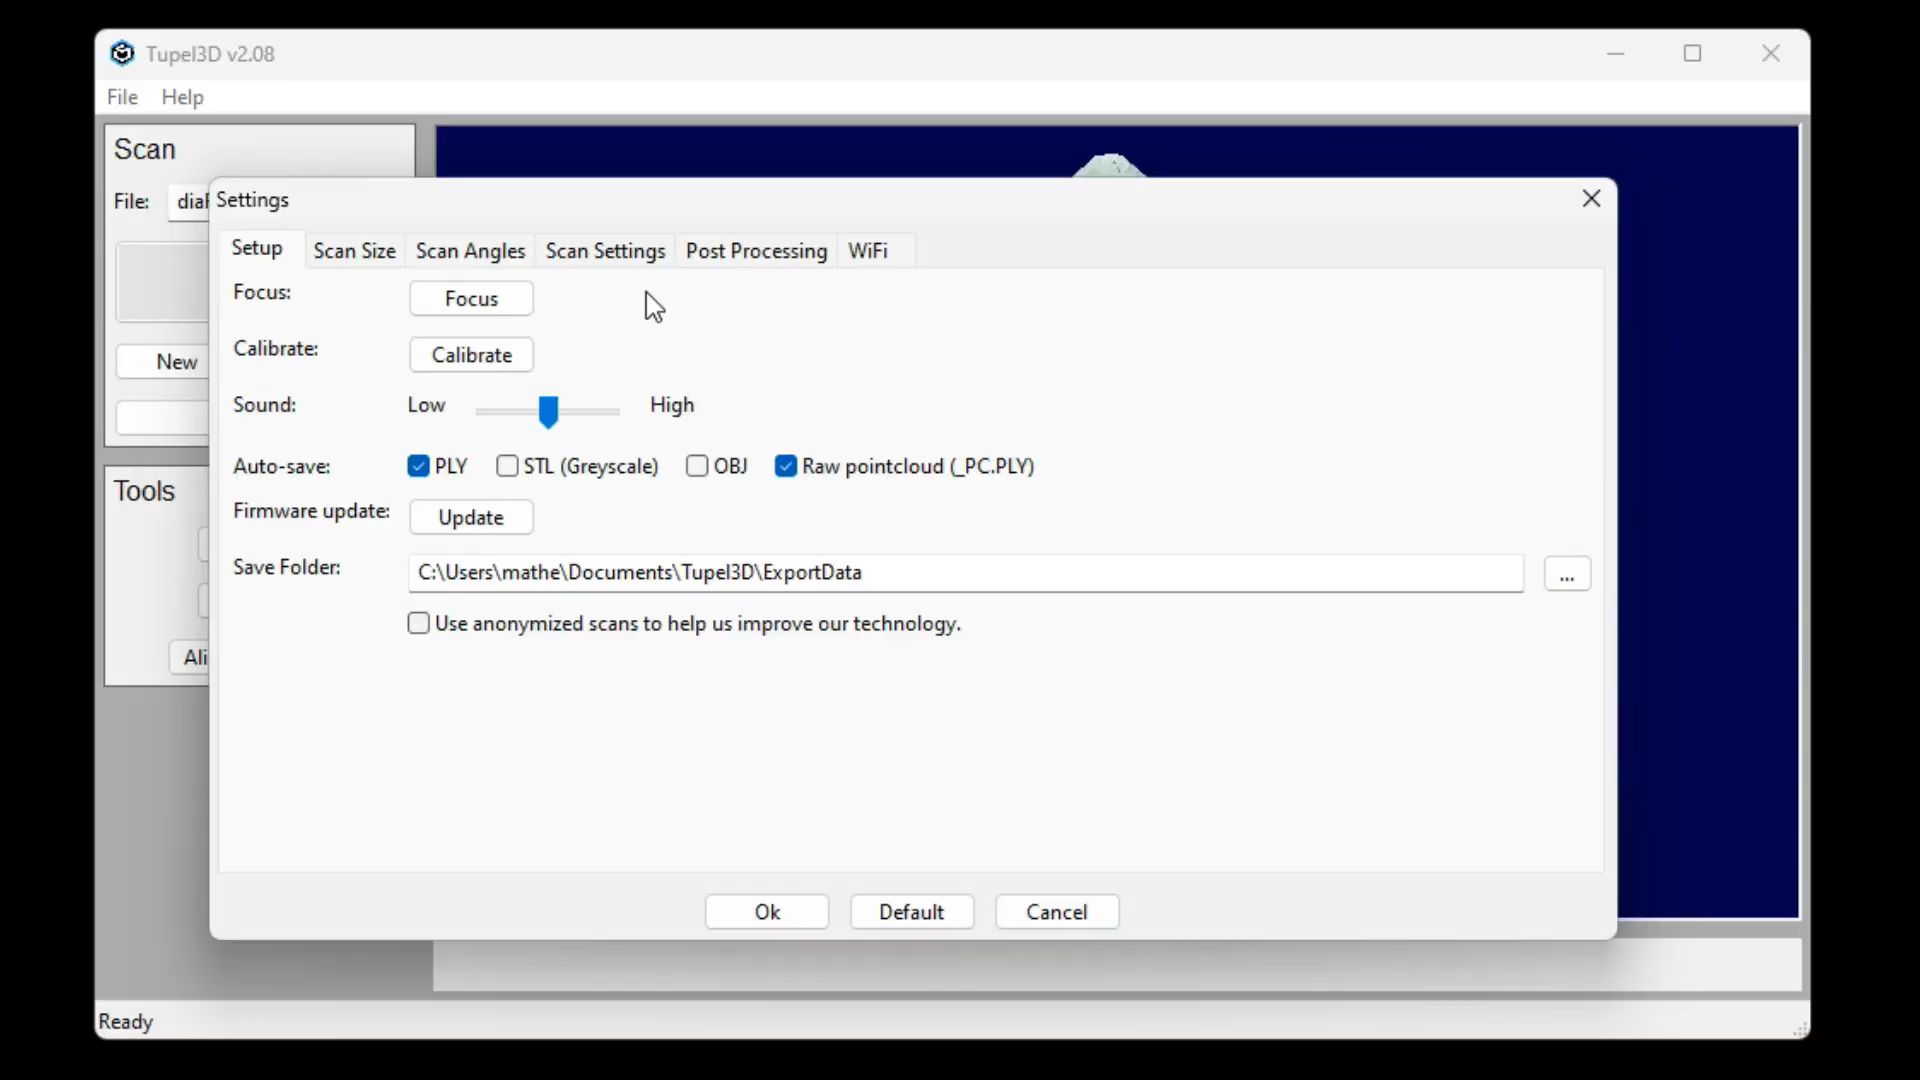 Tupel3D v2.08
File Help
Scan
File: dia
Settings
Setup Scan Size Scan Angles Scan Settings Post Processing WiFi
Focus: Focus
Calibrate: Calibrate
New
Sound: Low High
Auto-save: PLY STL (Greyscale) OBJ Raw pointcloud (_PC.PLY)
Tools
Firmware update: Update
Save Folder: C:\Users\mathe\Documents\Tupel3D\ExportData ...
Use anonymized scans to help us improve our technology.
Ali
Ok Default Cancel
Ready